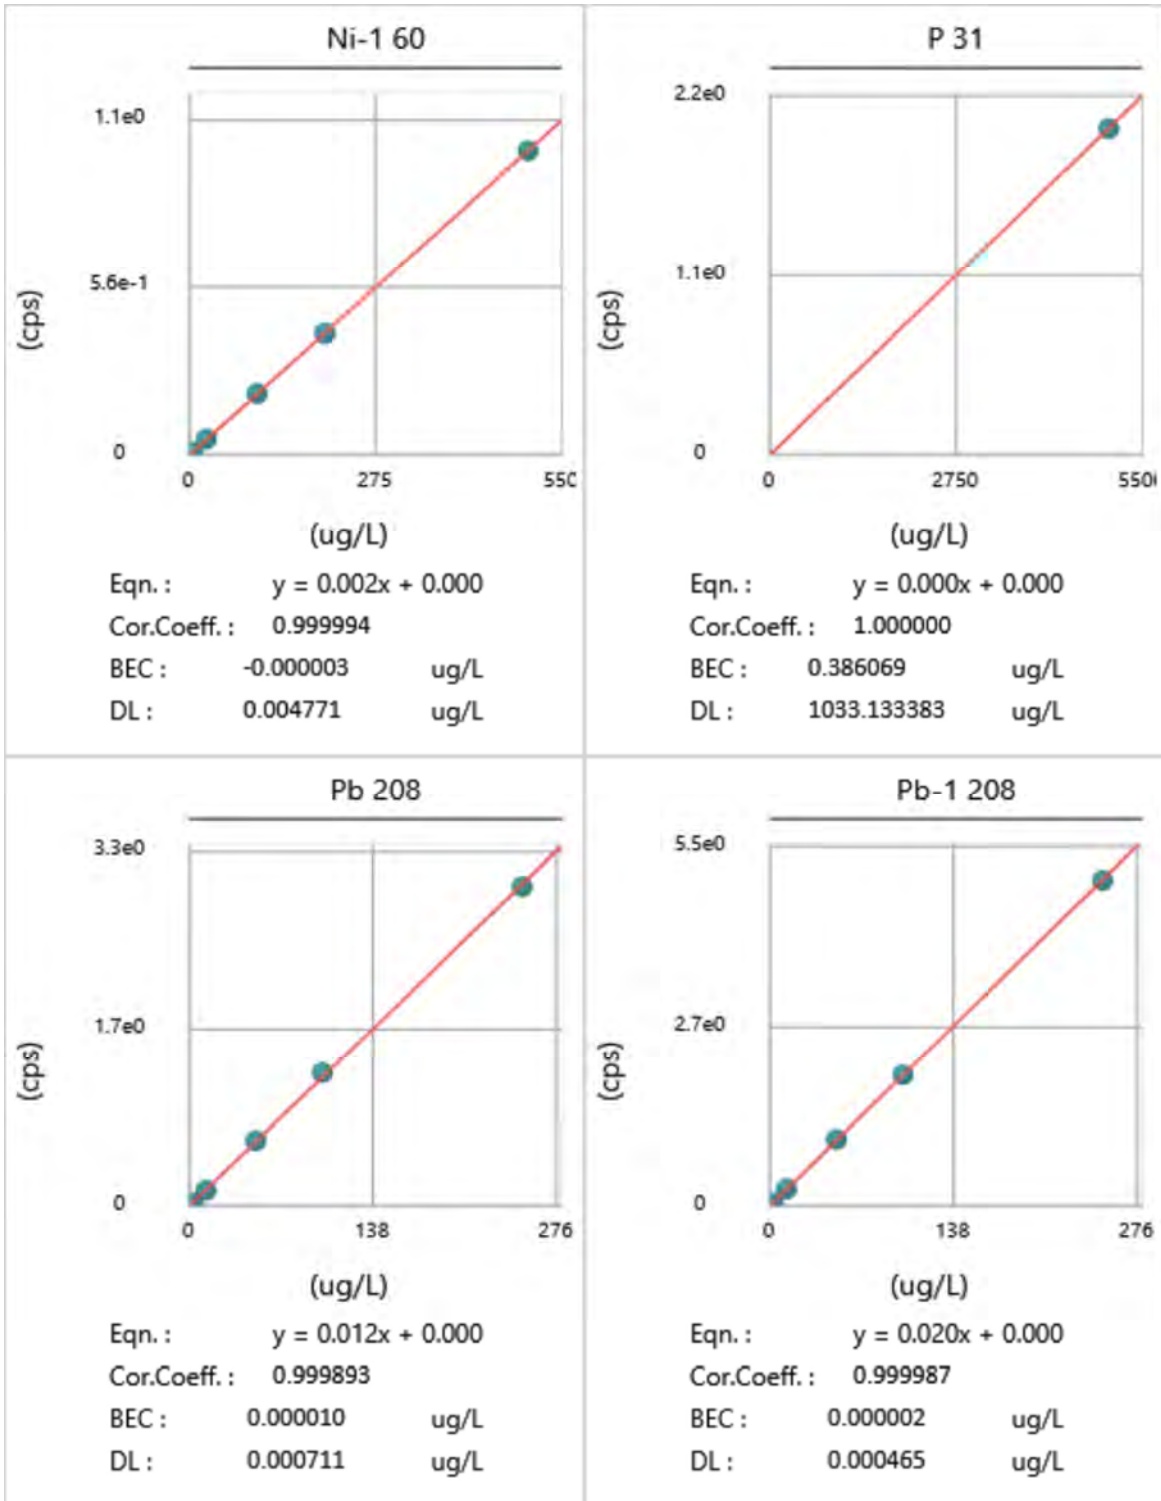 Ni-1 60
1.1e0
5.6e-1
0
(cps)
0 275 550
(ug/L)
Eqn. : y = 0.002x + 0.000
Cor.Coeff. : 0.999994
BEC : -0.000003 ug/L
DL : 0.004771 ug/L
P 31
2.2e0
1.1e0
0
(cps)
0 2750 550
(ug/L)
Eqn. : y = 0.000x + 0.000
Cor.Coeff. : 1.000000
BEC : 0.386069 ug/L
DL : 1033.133383 ug/L
Pb 208
3.3e0
1.7e0
0
(cps)
0 138 276
(ug/L)
Eqn. : y = 0.012x + 0.000
Cor.Coeff. : 0.999893
BEC : 0.000010 ug/L
DL : 0.000711 ug/L
Pb-1 208
5.5e0
2.7e0
0
(cps)
0 138 276
(ug/L)
Eqn. : y = 0.020x + 0.000
Cor.Coeff. : 0.999987
BEC : 0.000002 ug/L
DL : 0.000465 ug/L